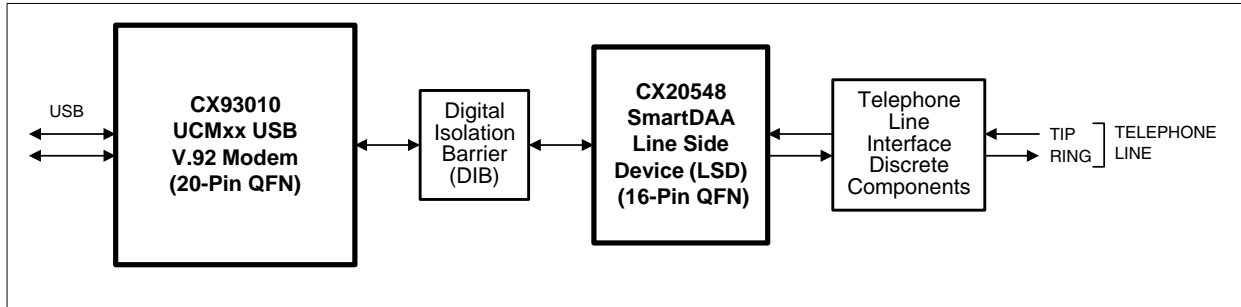 USB
CX93010
UCMxx USB
V.92 Modem
(20-Pin QFN)
Digital
Isolation
Barrier
(DIB)
CX20548
SmartDAA
Line Side
Device (LSD)
(16-Pin QFN)
Telephone
Line
Interface
Discrete
Components
TIP
RING
TELEPHONE
LINE